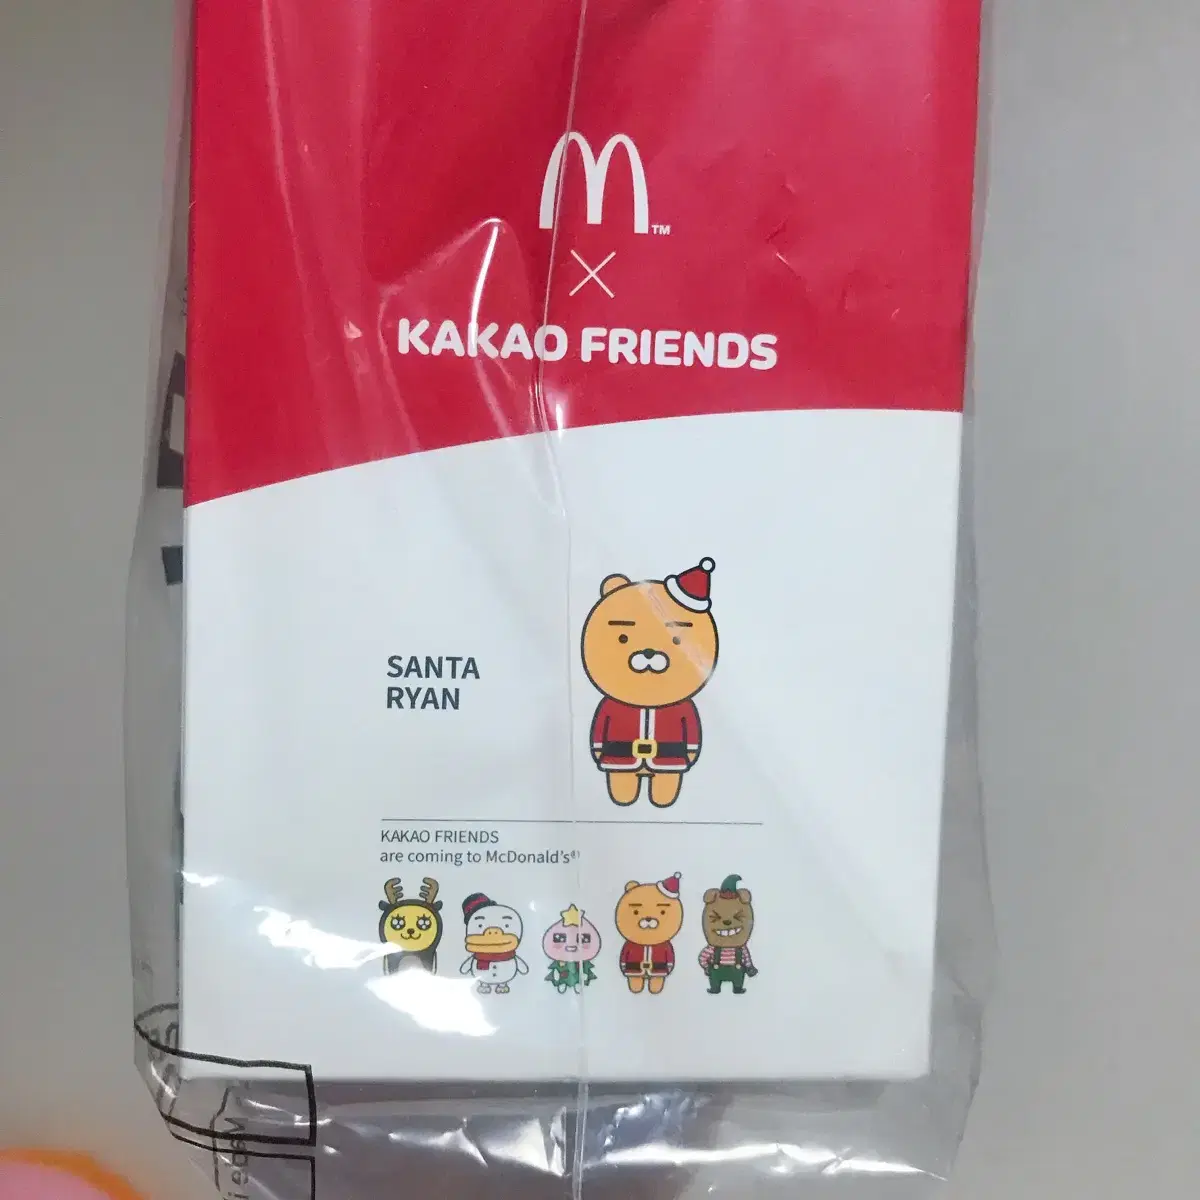 M™
×
KAKAO FRIENDS
SANTA
RYAN
KAKAO FRIENDS
are coming to McDonald's®